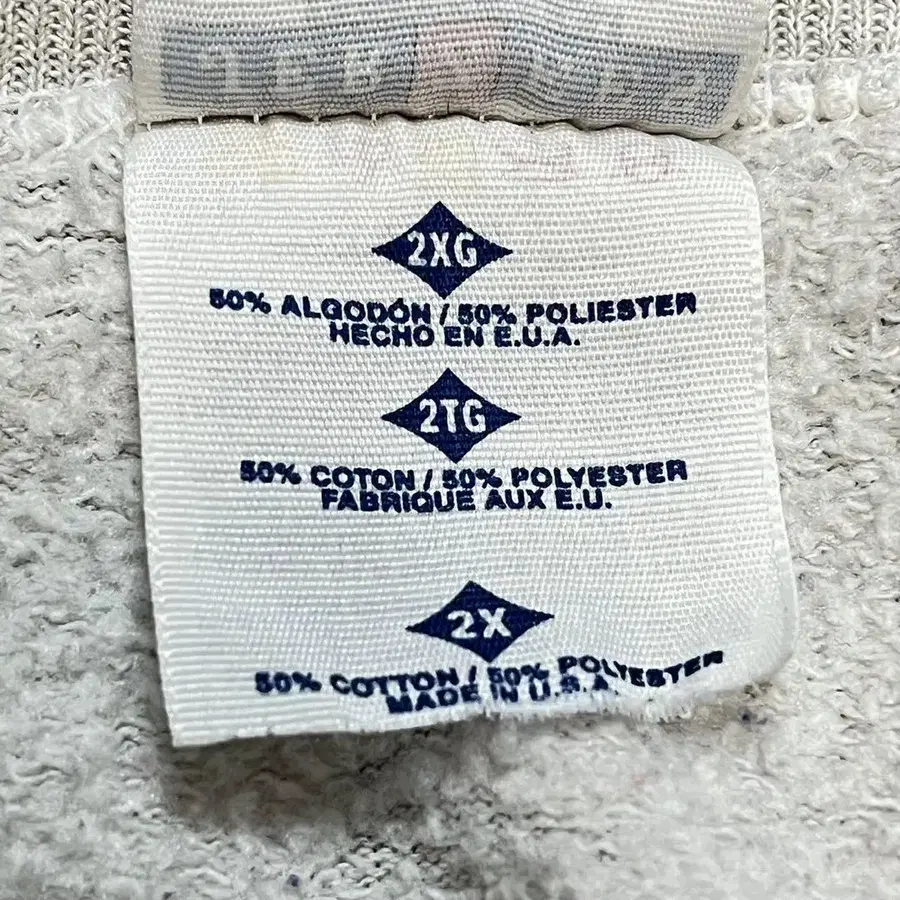 2XG
50% ALGODÓN / 50% POLIESTER
HECHO EN E.U.A.
2TG
50% COTON / 50% POLYESTER
FABRIQUE AUX E.U.
2X
50% COTTON / 50% POLYESTER
MADE IN U.S.A.